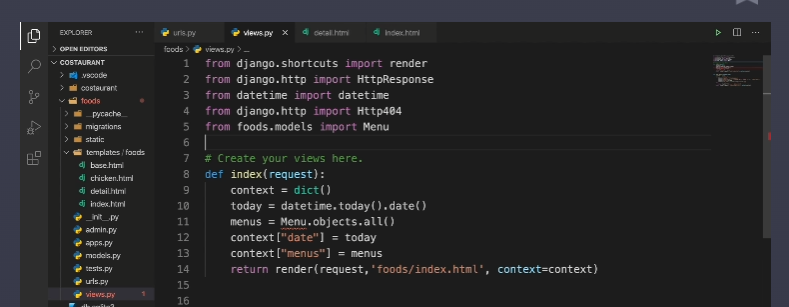 EXPLORER
···
urls.py
views.py ×
detail.html
index.html
> OPEN EDITORS
COSTAURANT
foods > views.py > ...
.vscode
costaurant
foods
__pycache__
migrations
static
templates / foods
base.html
chicken.html
detail.html
index.html
__init__.py
admin.py
apps.py
models.py
tests.py
urls.py
views.py 1
db.sqlite3
1 from django.shortcuts import render
2 from django.http import HttpResponse
3 from datetime import datetime
4 from django.http import Http404
5 from foods.models import Menu
6
7 # Create your views here.
8 def index(request):
9 context = dict()
10 today = datetime.today().date()
11 menus = Menu.objects.all()
12 context["date"] = today
13 context["menus"] = menus
14 return render(request,'foods/index.html', context=context)
15
16